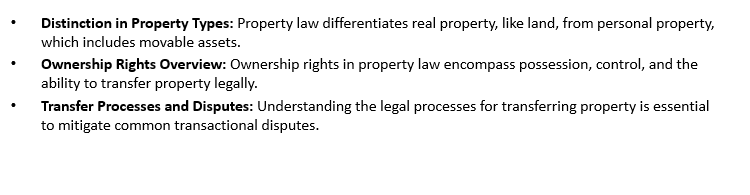 • Distinction in Property Types: Property law differentiates real property, like land, from personal property,
which includes movable assets.
• Ownership Rights Overview: Ownership rights in property law encompass possession, control, and the
ability to transfer property legally.
• Transfer Processes and Disputes: Understanding the legal processes for transferring property is essential
to mitigate common transactional disputes.